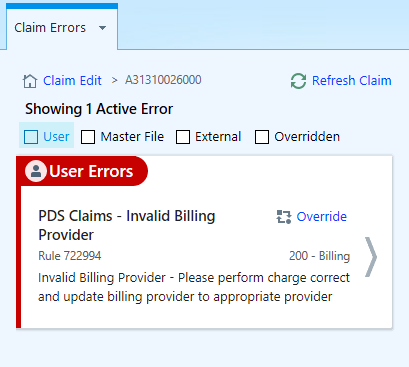 Claim Errors
Claim Edit > A31310026000 Refresh Claim
Showing 1 Active Error
User Master File External Overridden
User Errors
PDS Claims - Invalid Billing Override
Provider
Rule 722994 200 - Billing
Invalid Billing Provider - Please perform charge correct
and update billing provider to appropriate provider